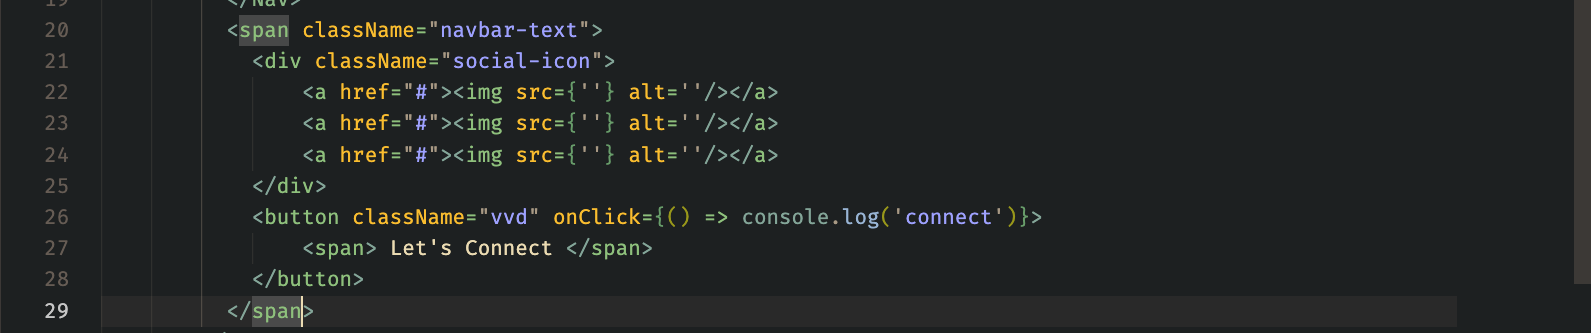 19 </Nav>
20 <span className="navbar-text">
21 <div className="social-icon">
22 <a href="#"><img src={''} alt=''/></a>
23 <a href="#"><img src={''} alt=''/></a>
24 <a href="#"><img src={''} alt=''/></a>
25 </div>
26 <button className="vvd" onClick={() => console.log('connect')}>
27 <span> Let's Connect </span>
28 </button>
29 </span>